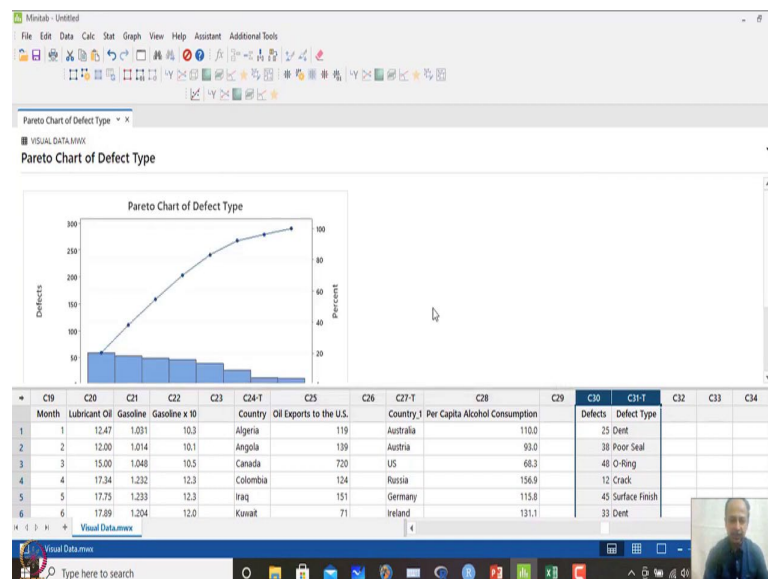 Minitab - Untitled
File Edit Data Calc Stat Graph View Help Assistant Additional Tools
Pareto Chart of Defect Type
VISUAL DATA.MWX
Pareto Chart of Defect Type
Pareto Chart of Defect Type
300 100
250
80
200
60
150
40
100
50 20
Defects
Percent
C19 C20 C21 C22 C23 C24-T C25 C26 C27-T C28 C29 C30 C31-T C32 C33 C34
Month Lubricant Oil Gasoline Gasoline x 10 Country Oil Exports to the U.S. Country_1 Per Capita Alcohol Consumption Defects Defect Type
1 1 12.47 1.031 10.3 Algeria 119 Australia 110.0 25 Dent
2 2 12.00 1.014 10.1 Angola 139 Austria 93.0 38 Poor Seal
3 3 15.00 1.048 10.5 Canada 720 US 68.3 48 O-Ring
4 4 17.34 1.232 12.3 Colombia 124 Russia 156.9 12 Crack
5 5 17.75 1.233 12.3 Iraq 151 Germany 115.8 45 Surface Finish
6 6 17.89 1.204 12.0 Kuwait 71 Ireland 131.1 33 Dent
Visual Data.mwx
Visual Data.mwx
Type here to search